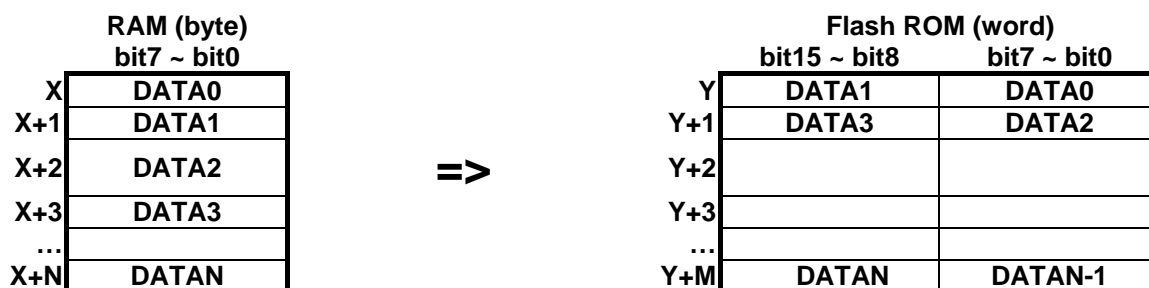 RAM (byte) Flash ROM (word)
bit7 ~ bit0 bit15 ~ bit8 bit7 ~ bit0
X DATA0 Y DATA1 DATA0
X+1 DATA1 Y+1 DATA3 DATA2
X+2 DATA2 => Y+2
X+3 DATA3 Y+3
… …
X+N DATAN Y+M DATAN DATAN-1